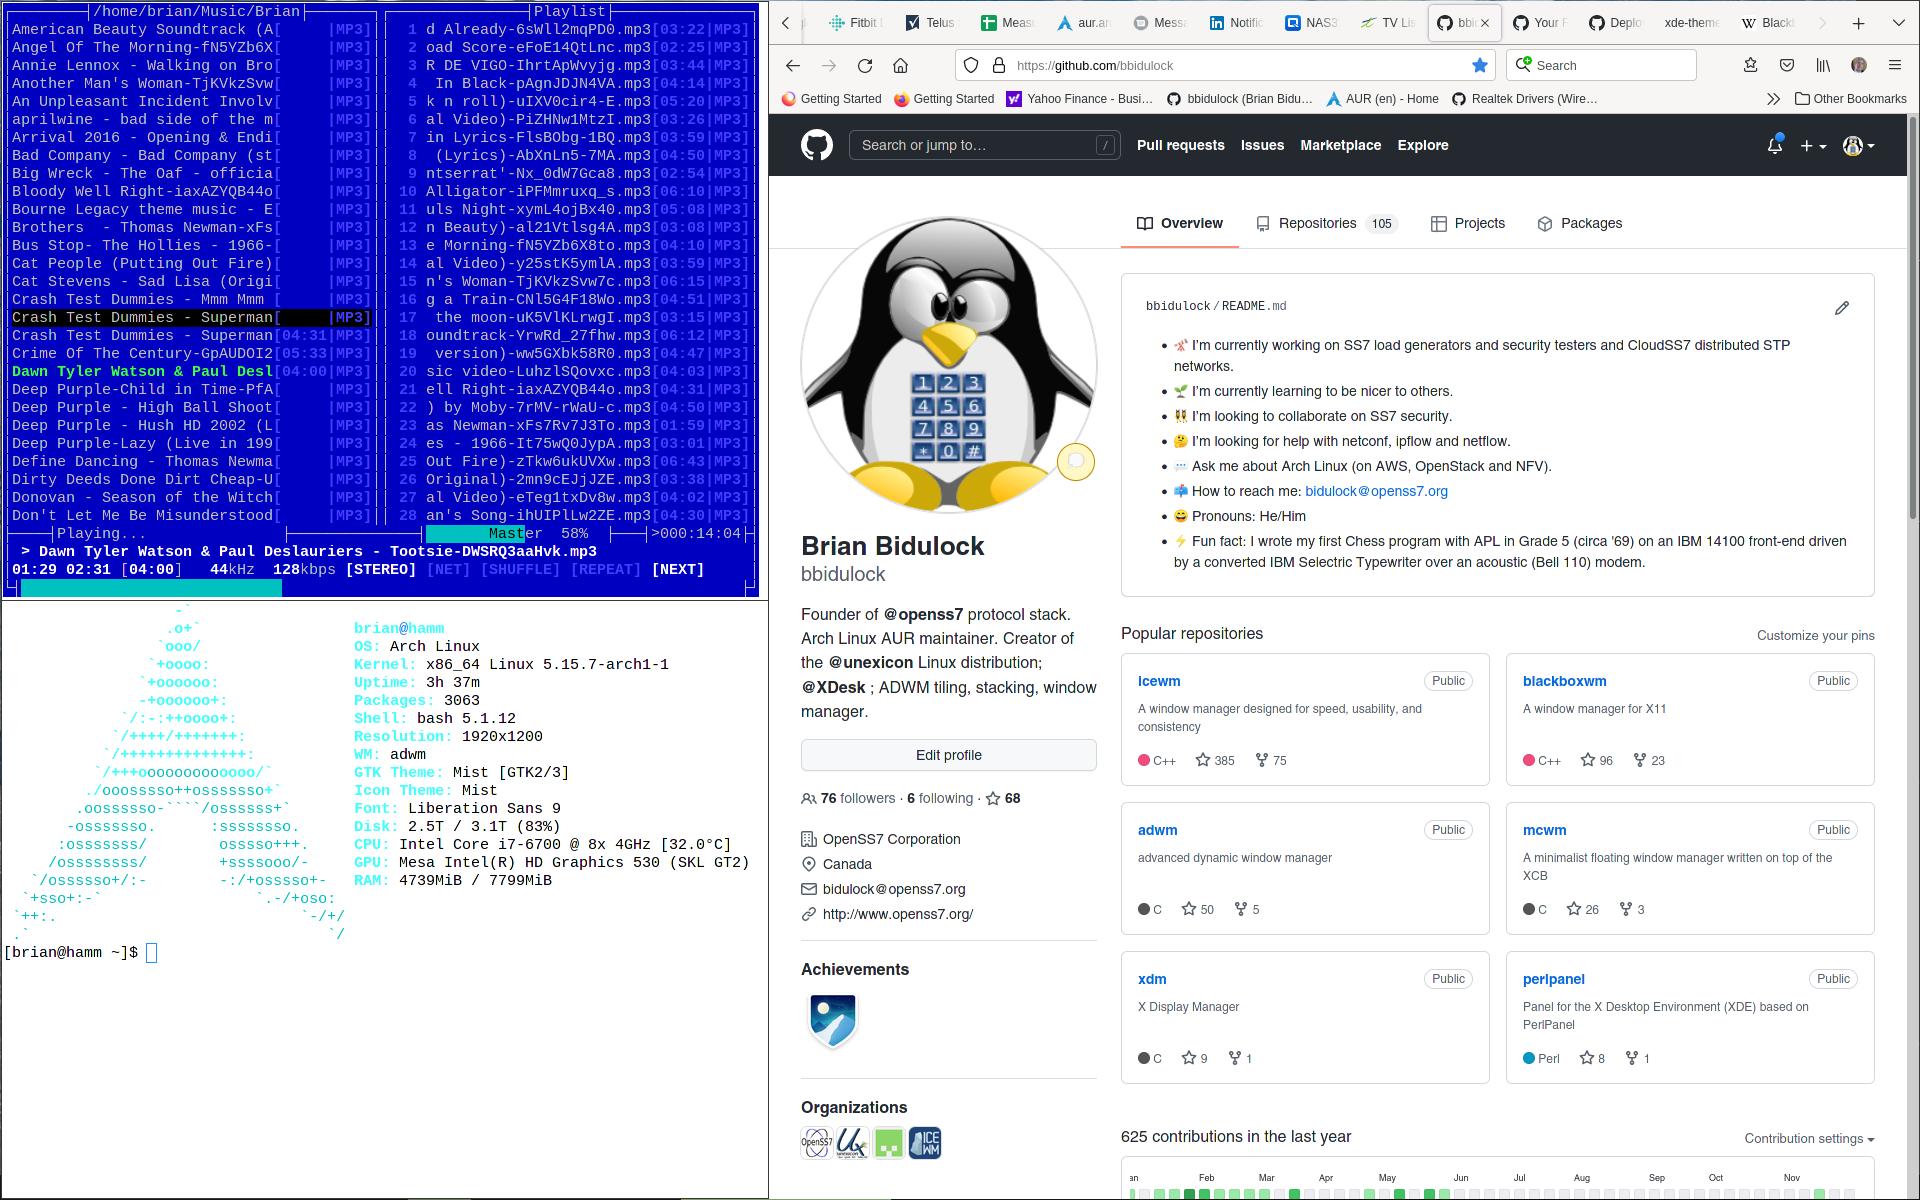 /home/brian/Music/Brian
American Beauty Soundtrack (A[ |MP3]
Angel Of The Morning-fN5YZb6X[ |MP3]
Annie Lennox - Walking on Bro[ |MP3]
Another Man's Woman-TjKVkzSvw[ |MP3]
An Unpleasant Incident Involv[ |MP3]
aprilwine - bad side of the m[ |MP3]
Arrival 2016 - Opening & Endi[ |MP3]
Bad Company - Bad Company (st[ |MP3]
Big Wreck - The Oaf - officia[ |MP3]
Bloody Well Right-iaxAZYQB44o[ |MP3]
Bourne Legacy theme music - E[ |MP3]
Brothers  - Thomas Newman-xFs[ |MP3]
Bus Stop- The Hollies - 1966-[ |MP3]
Cat People (Putting Out Fire)[ |MP3]
Cat Stevens - Sad Lisa (Origi[ |MP3]
Crash Test Dummies - Mmm Mmm [ |MP3]
Crash Test Dummies - Superman[ |MP3]
Crash Test Dummies - Superman[04:31|MP3]
Crime Of The Century-GpAUDOI2[05:33|MP3]
Dawn Tyler Watson & Paul Desl[04:00|MP3]
Deep Purple-Child in Time-PfA[ |MP3]
Deep Purple - High Ball Shoot[ |MP3]
Deep Purple - Hush HD 2002 (L[ |MP3]
Deep Purple-Lazy (Live in 199[ |MP3]
Define Dancing - Thomas Newma[ |MP3]
Dirty Deeds Done Dirt Cheap-U[ |MP3]
Donovan - Season of the Witch[ |MP3]
Don't Let Me Be Misunderstood[ |MP3]
Playlist
1 d Already-6sWll2mqPD0.mp3[03:22|MP3]
2 oad Score-eFoE14QtLnc.mp3[02:25|MP3]
3 R DE VIGO-IhrtApWvyjg.mp3[03:44|MP3]
4 In Black-pAgnJDJN4VA.mp3[04:14|MP3]
5 k n roll)-uIXV0cir4-E.mp3[05:20|MP3]
6 al Video)-PiZHNw1MtzI.mp3[03:26|MP3]
7 in Lyrics-FlsBObg-1BQ.mp3[03:59|MP3]
8 (Lyrics)-AbXnLn5-7MA.mp3[04:50|MP3]
9 ntserrat'-Nx_0dW7Gca8.mp3[02:54|MP3]
10 Alligator-iPFMmruxq_s.mp3[06:10|MP3]
11 uls Night-xymL4ojBx40.mp3[05:08|MP3]
12 n Beauty)-al21Vtlsg4A.mp3[03:08|MP3]
13 e Morning-fN5YZb6X8to.mp3[04:10|MP3]
14 al Video)-y25stK5ymlA.mp3[03:59|MP3]
15 n's Woman-TjKVkzSvw7c.mp3[06:15|MP3]
16 g a Train-CNl5G4F18Wo.mp3[04:51|MP3]
17 the moon-uK5VlKLrwgI.mp3[03:15|MP3]
18 oundtrack-YrwRd_27fhw.mp3[06:12|MP3]
19 version)-ww5GXbk58R0.mp3[04:47|MP3]
20 sic video-LuhzlSQovxc.mp3[04:03|MP3]
21 ell Right-iaxAZYQB44o.mp3[04:31|MP3]
22 ) by Moby-7rMV-rWaU-c.mp3[04:50|MP3]
23 as Newman-xFs7Rv7J3To.mp3[01:59|MP3]
24 es - 1966-It75wQ0JypA.mp3[03:01|MP3]
25 Out Fire)-zTkw6ukUVXw.mp3[06:43|MP3]
26 Original)-2mn9cEJjJZE.mp3[03:38|MP3]
27 al Video)-eTeg1txDv8w.mp3[04:02|MP3]
28 an's Song-ihUIPlLw2ZE.mp3[04:30|MP3]
Playing... Master 58% >000:14:04
> Dawn Tyler Watson & Paul Deslauriers - Tootsie-DWSRQ3aaHvk.mp3
01:29 02:31 [04:00] 44kHz 128kbps [STEREO] [NET] [SHUFFLE] [REPEAT] [NEXT]
brian@hamm
OS: Arch Linux
Kernel: x86_64 Linux 5.15.7-arch1-1
Uptime: 3h 37m
Packages: 3063
Shell: bash 5.1.12
Resolution: 1920x1200
WM: adwm
GTK Theme: Mist [GTK2/3]
Icon Theme: Mist
Font: Liberation Sans 9
Disk: 2.5T / 3.1T (83%)
CPU: Intel Core i7-6700 @ 8x 4GHz [32.0°C]
GPU: Mesa Intel(R) HD Graphics 530 (SKL GT2)
RAM: 4739MiB / 7799MiB
[brian@hamm ~]$
Fitbit Telus Meas aur.ar Messa Notific NAS3 TV Lis bbi Your F Deplo xde-theme Blackb
https://github.com/bbidulock Search
Getting Started Getting Started Yahoo Finance - Busi… bbidulock (Brian Bidu… AUR (en) - Home Realtek Drivers (Wire… Other Bookmarks
Search or jump to… / Pull requests Issues Marketplace Explore
Overview Repositories 105 Projects Packages
1 2 3
4 5 6
7 8 9
* 0 #
Brian Bidulock
bbidulock
Founder of @openss7 protocol stack.
Arch Linux AUR maintainer. Creator of
the @unexicon Linux distribution;
@XDesk ; ADWM tiling, stacking, window
manager.
Edit profile
76 followers · 6 following · 68
OpenSS7 Corporation
Canada
bidulock@openss7.org
http://www.openss7.org/
Achievements
Organizations
OpenSS7 Ux ICE WM
bbidulock / README.md
I'm currently working on SS7 load generators and security testers and CloudSS7 distributed STP
networks.
I'm currently learning to be nicer to others.
I'm looking to collaborate on SS7 security.
I'm looking for help with netconf, ipflow and netflow.
Ask me about Arch Linux (on AWS, OpenStack and NFV).
How to reach me: bidulock@openss7.org
Pronouns: He/Him
Fun fact: I wrote my first Chess program with APL in Grade 5 (circa '69) on an IBM 14100 front-end driven
by a converted IBM Selectric Typewriter over an acoustic (Bell 110) modem.
Popular repositories Customize your pins
icewm Public
A window manager designed for speed, usability, and
consistency
C++ 385 75
blackboxwm Public
A window manager for X11
C++ 96 23
adwm Public
advanced dynamic window manager
C 50 5
mcwm Public
A minimalist floating window manager written on top of the
XCB
C 26 3
xdm Public
X Display Manager
C 9 1
perlpanel Public
Panel for the X Desktop Environment (XDE) based on
PerlPanel
Perl 8 1
625 contributions in the last year Contribution settings
an Feb Mar Apr May Jun Jul Aug Sep Oct Nov